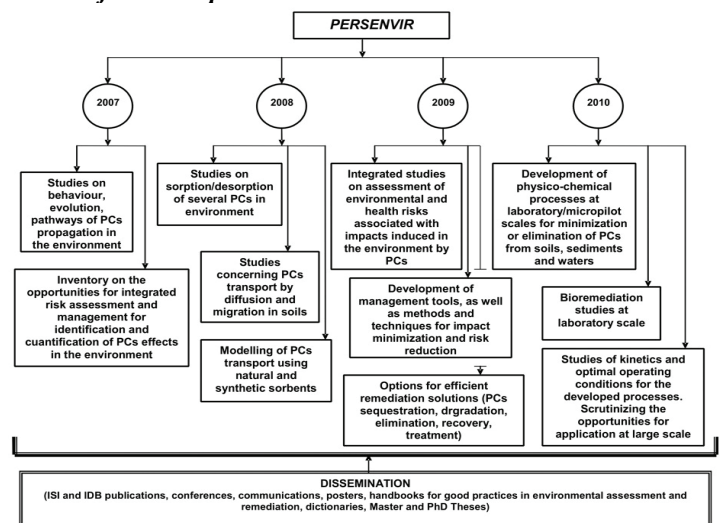 PERSENVIR
2007
2008
2009
2010
Studies on
behaviour,
evolution,
pathways of PCs
propagation in
the environment
Inventory on the
opportunities for integrated
risk assessment and
management for
identification and
cuantification of PCs effects
in the environment
Studies on
sorption/desorption
of several PCs in
environment
Studies
concerning PCs
transport by
diffusion and
migration in soils
Modelling of PCs
transport using
natural and
synthetic sorbents
Integrated studies
on assessment of
environmental and
health risks
associated with
impacts induced in
the environment by
PCs
Development of
management tools, as
well as methods and
techniques for impact
minimization and risk
reduction
Options for efficient
remediation solutions (PCs
sequestration, drgradation,
elimination, recovery,
treatment)
Development of
physico-chemical
processes at
laboratory/micropilot
scales for minimization
or elimination of PCs
from soils, sediments
and waters
Bioremediation
studies at
laboratory scale
Studies of kinetics and
optimal operating
conditions for the
developed processes.
Scrutinizing the
opportunities for
application at large scale
DISSEMINATION
(ISI and IDB publications, conferences, communications, posters, handbooks for good practices in environmental assessment and
remediation, dictionaries, Master and PhD Theses)